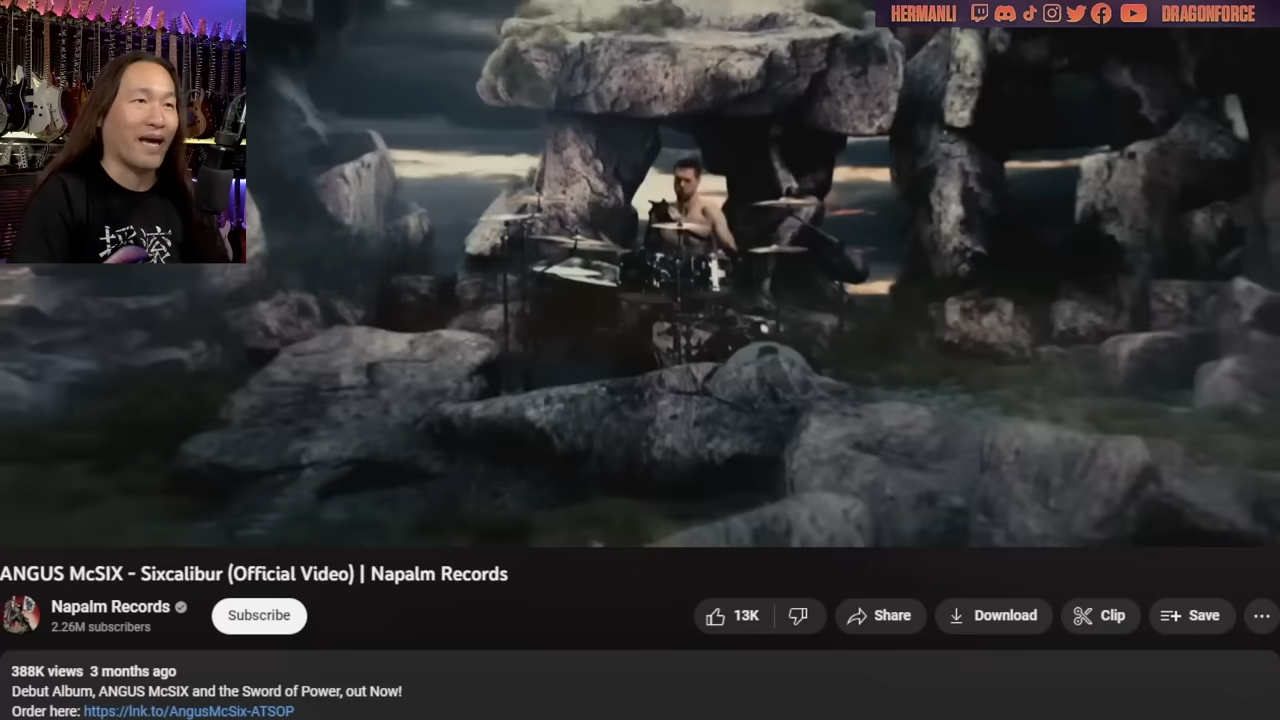 HERMANLI DRAGONFORCE
摇滚
ANGUS McSIX - Sixcalibur (Official Video) | Napalm Records
Napalm Records
2.26M subscribers
Subscribe
13K
Share
Download
Clip
Save
388K views 3 months ago
Debut Album, ANGUS McSIX and the Sword of Power, out Now!
Order here: https://lnk.to/AngusMcSix-ATSOP